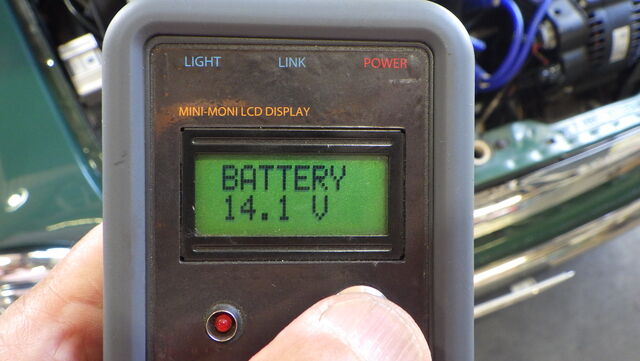 LIGHT LINK POWER
MINI-MONI LCD DISPLAY
BATTERY
14.1 V